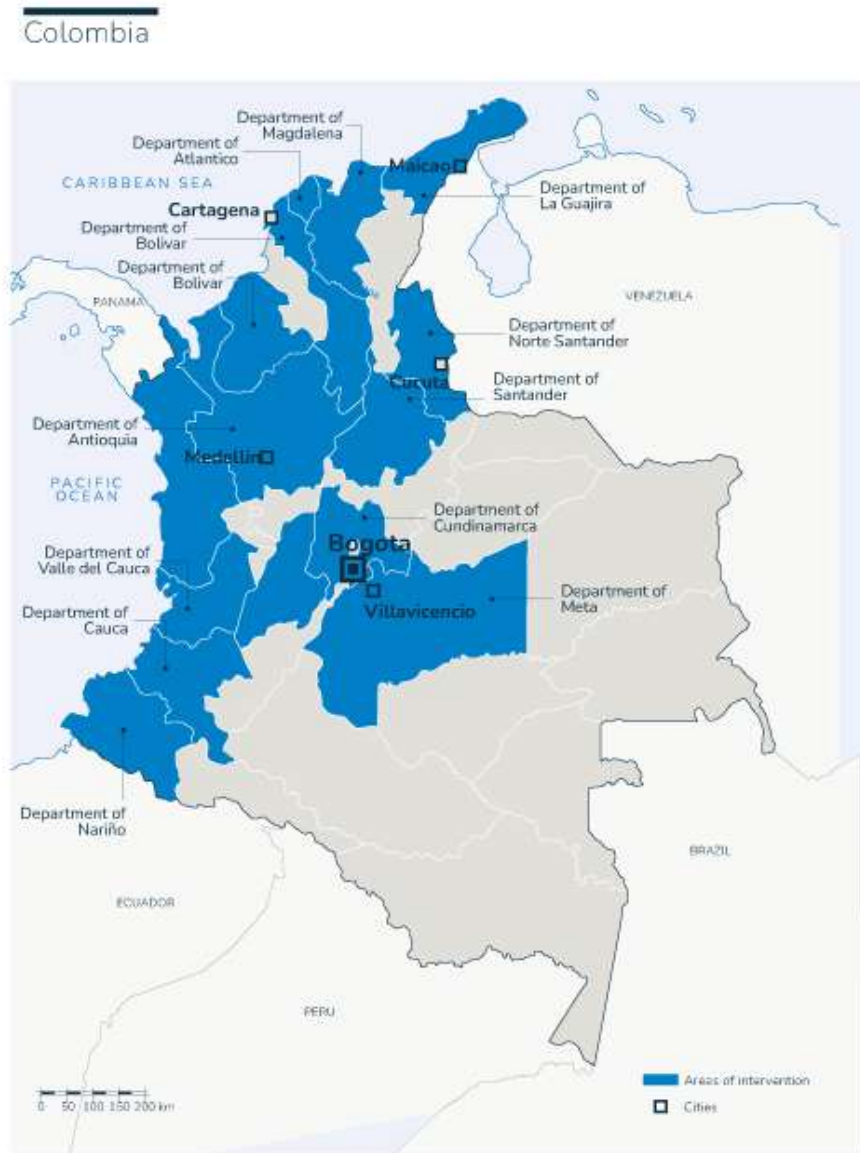 Colombia
Department of
Magdalena
Department of
Atlantico
Maicao
CARIBBEAN SEA
Department of
La Guajira
Cartagena
Department of
Bolivar
Department of
Bolivar
PANAMA
VENEZUELA
Department of
Norte Santander
Cucuta
Department of
Santander
Department of
Antioquia
Medellin
PACIFIC
OCEAN
Department of
Cundinamarca
Bogota
Department of
Valle del Cauca
Villavicencio
Department of
Meta
Department of
Cauca
Department of
Nariño
BRAZIL
ECUADOR
PERU
Areas of intervention
Cities
0 50 100 150 200 km